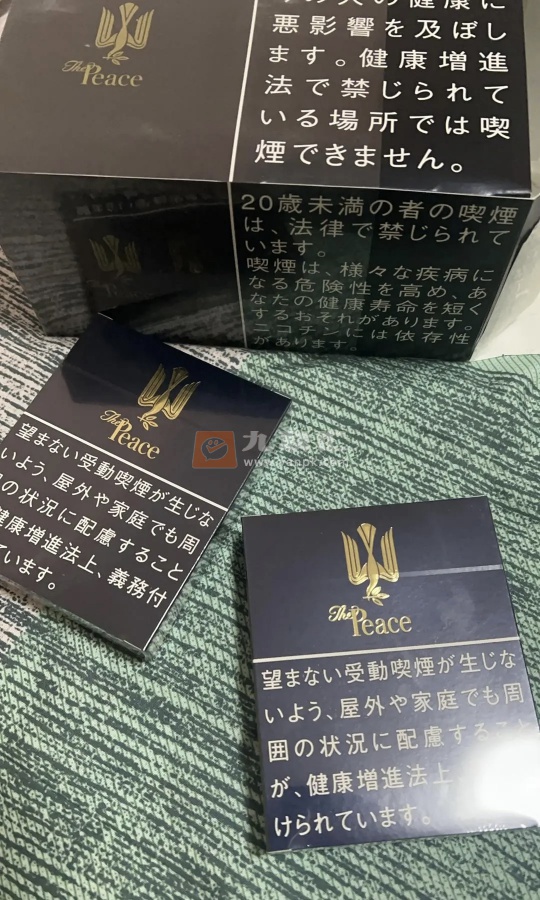 の人の健康に
悪影響を及ぼし
ます。健康増進
法で禁じられて
いる場所では喫
煙できません。
The Peace
20歳未満の者の喫煙
は、法律で禁じられて
います。
喫煙は、様々な疾病に
なる危険性を高め、あ
なたの健康寿命を短く
するおそれがあります。
ニコチンには依存性
があります。
The Peace
望まない受動喫煙が生じな
いよう、屋外や家庭でも周
の状況に配慮すること
健康増進法上、義務付
ています。
The Peace
望まない受動喫煙が生じな
いよう、屋外や家庭でも周
囲の状況に配慮すること
が、健康増進法上、
けられています。